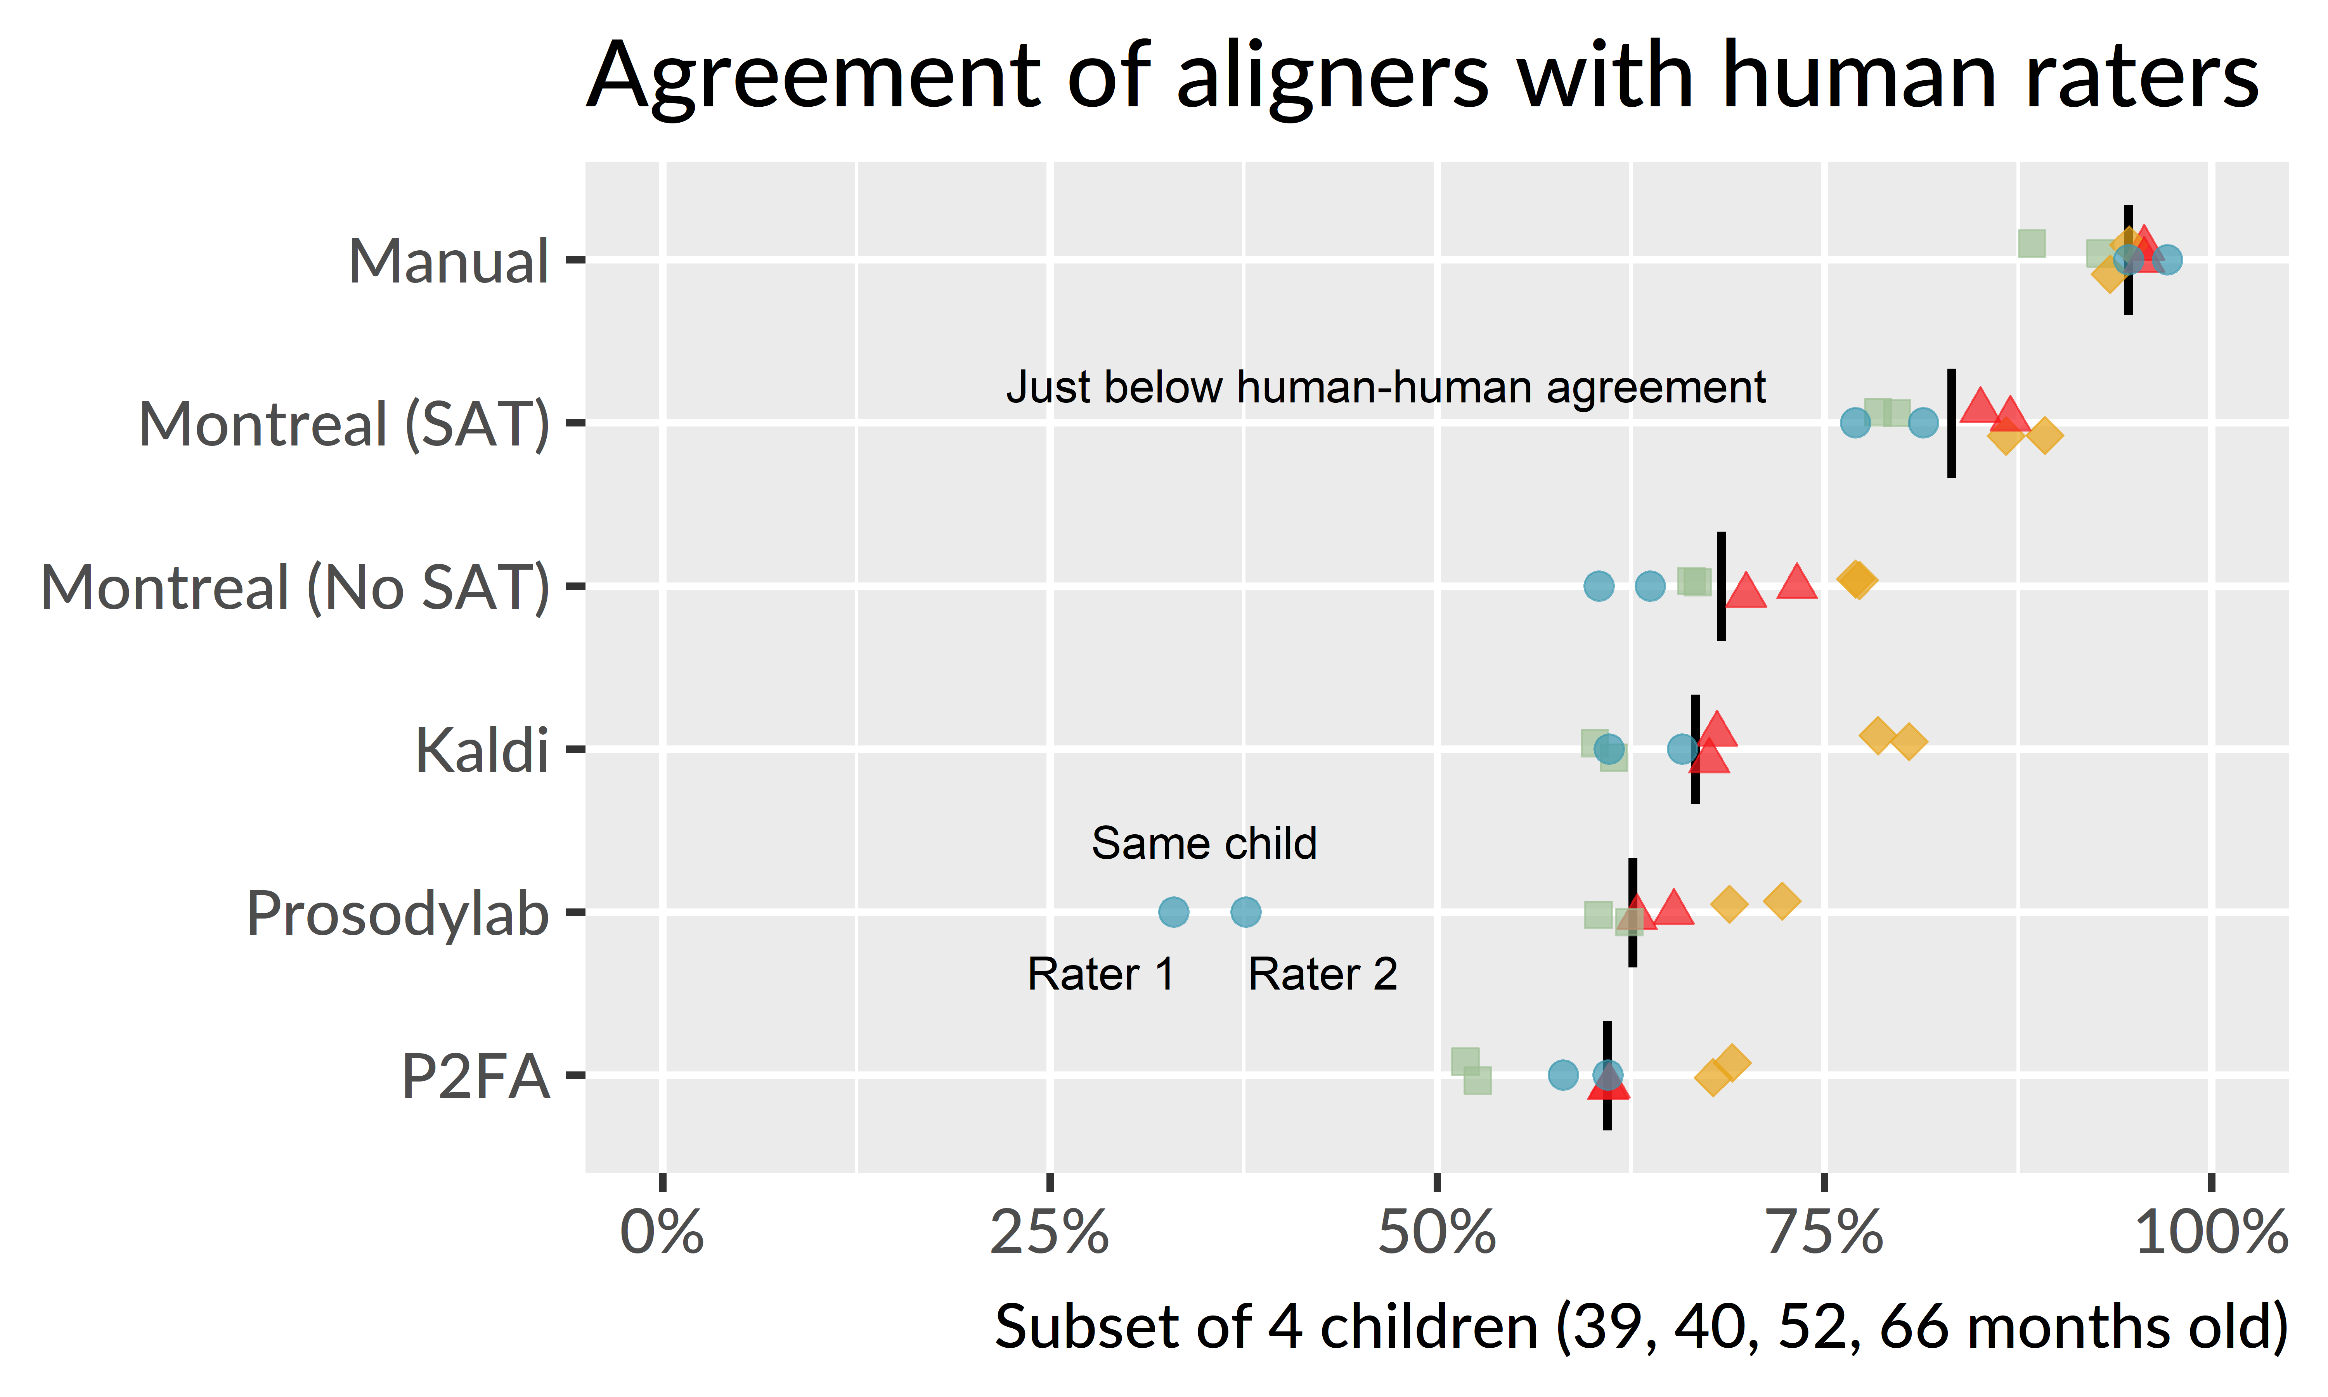 Agreement of aligners with human raters
Manual
Just below human-human agreement
Montreal (SAT)
Montreal (No SAT)
Kaldi
Same child
Prosodylab
Rater 1 Rater 2
P2FA
0% 25% 50% 75% 100%
Subset of 4 children (39, 40, 52, 66 months old)